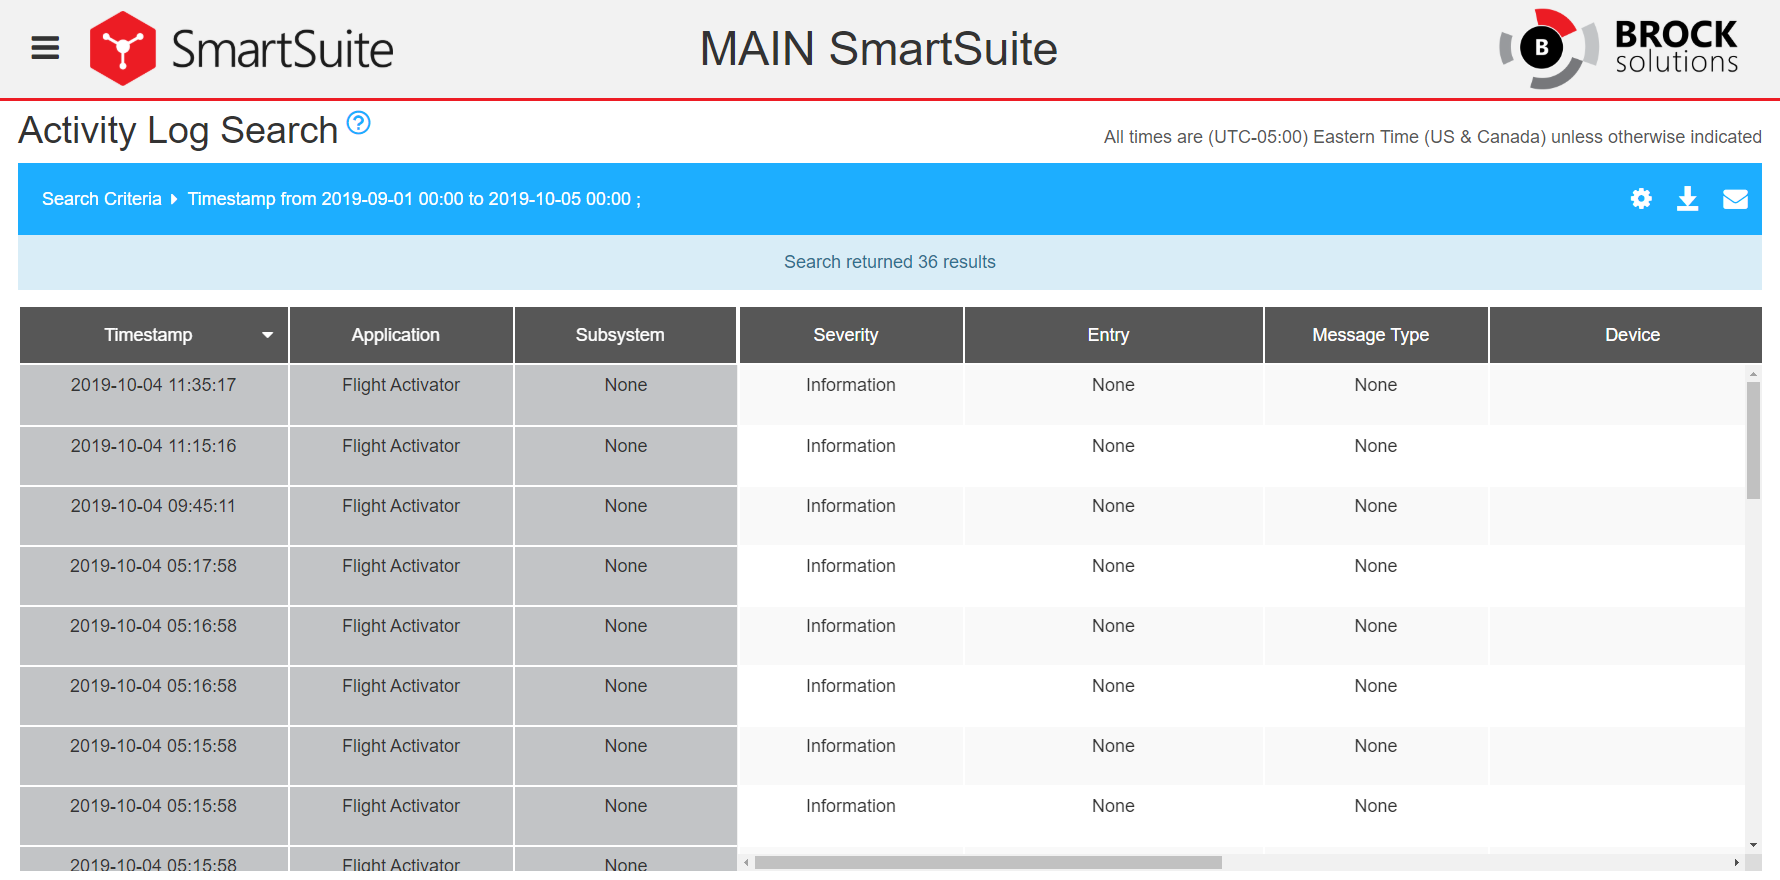 SmartSuite
MAIN SmartSuite
B
BROCK
solutions
Activity Log Search ?
All times are (UTC-05:00) Eastern Time (US & Canada) unless otherwise indicated
Search Criteria Timestamp from 2019-09-01 00:00 to 2019-10-05 00:00 ;
Search returned 36 results
Timestamp Application Subsystem Severity Entry Message Type Device
2019-10-04 11:35:17 Flight Activator None Information None None
2019-10-04 11:15:16 Flight Activator None Information None None
2019-10-04 09:45:11 Flight Activator None Information None None
2019-10-04 05:17:58 Flight Activator None Information None None
2019-10-04 05:16:58 Flight Activator None Information None None
2019-10-04 05:16:58 Flight Activator None Information None None
2019-10-04 05:15:58 Flight Activator None Information None None
2019-10-04 05:15:58 Flight Activator None Information None None
2019-10-04 05:15:58 Flight Activator None